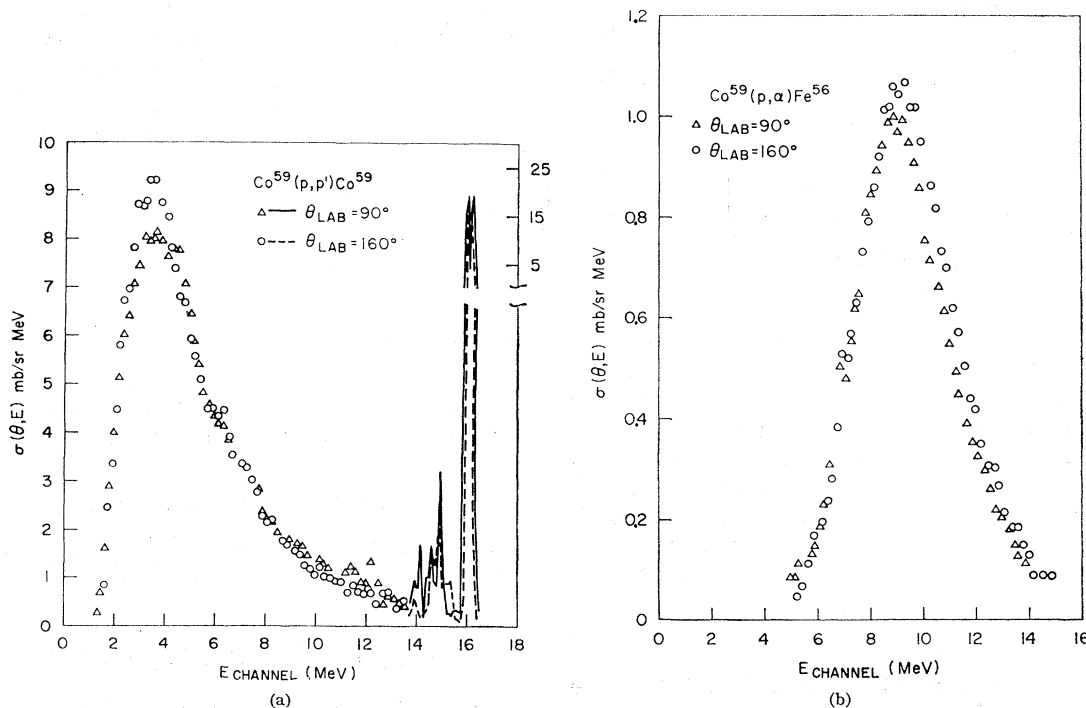 10
9
8
7
6
5
4
3
2
1
0
σ(θ,E) mb/sr MeV
25
15
5
Co⁵⁹(p,p')Co⁵⁹
△ — θLAB=90°
○ --- θLAB=160°
0 2 4 6 8 10 12 14 16 18
E CHANNEL (MeV)
(a)
1.2
1.0
0.8
0.6
0.4
0.2
0
σ(θ,E) mb/sr MeV
Co⁵⁹(p,α)Fe⁵⁶
△ θLAB=90°
○ θLAB=160°
0 2 4 6 8 10 12 14 16
E CHANNEL (MeV)
(b)